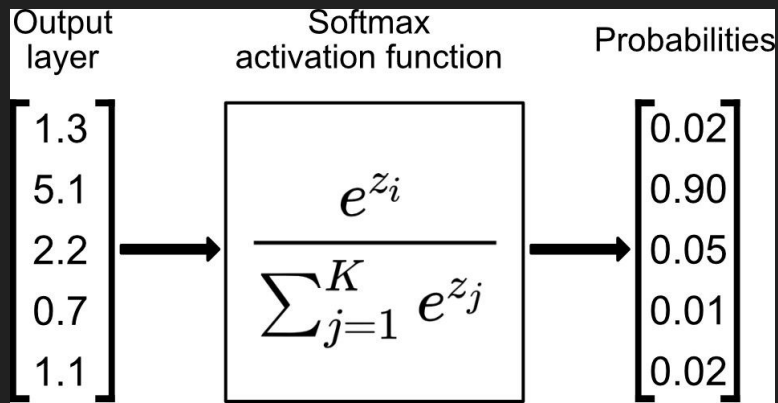 Output
layer
Softmax
activation function
Probabilities
1.3
5.1
2.2
0.7
1.1
e^{z_i}
∑_{j=1}^{K} e^{z_j}
0.02
0.90
0.05
0.01
0.02